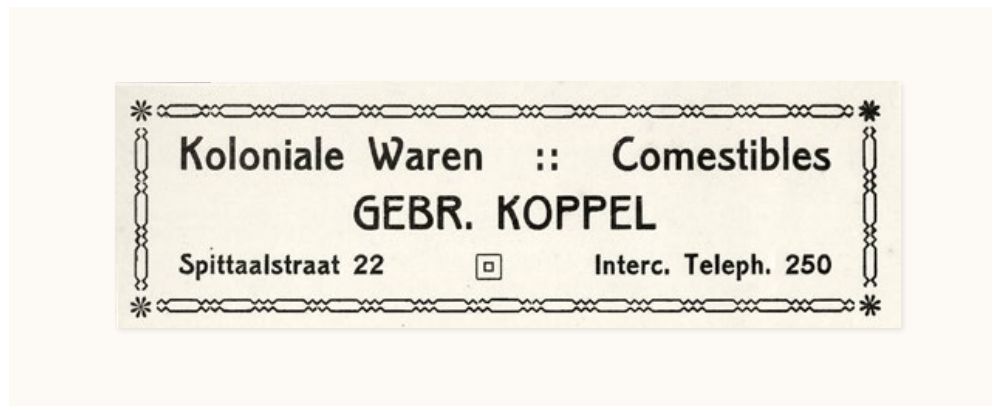 Koloniale Waren :: Comestibles
GEBR. KOPPEL
Spittaalstraat 22 Interc. Teleph. 250